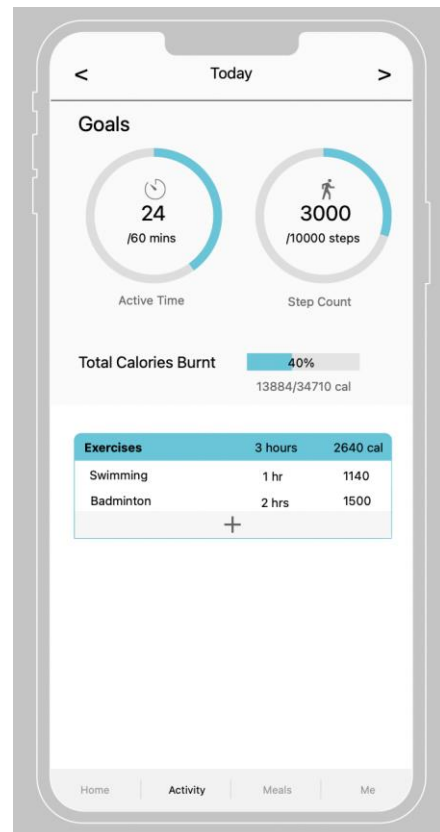 < Today >
Goals
24
/60 mins
Active Time
3000
/10000 steps
Step Count
Total Calories Burnt 40%
13884/34710 cal
Exercises 3 hours 2640 cal
Swimming 1 hr 1140
Badminton 2 hrs 1500
+
Home Activity Meals Me